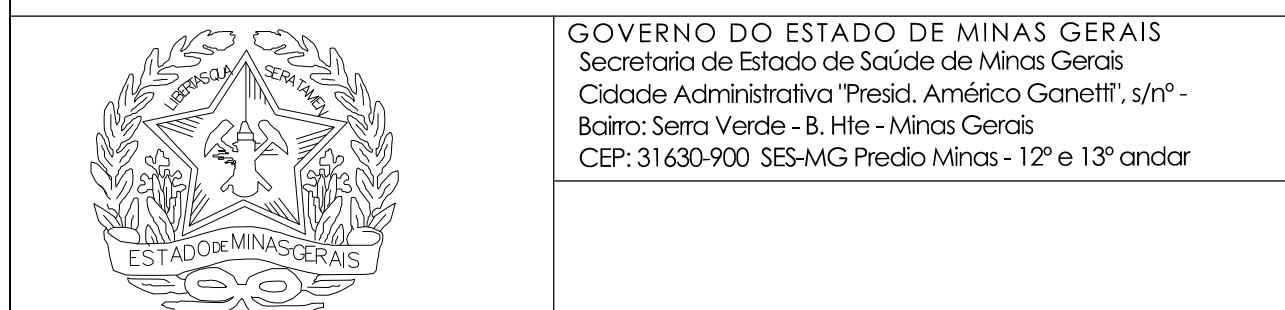 LIBERTAS QUA SERA TAMEN
ESTADO DE MINAS GERAIS
GOVERNO DO ESTADO DE MINAS GERAIS
Secretaria de Estado de Saúde de Minas Gerais
Cidade Administrativa "Presid. Américo Ganetti", s/nº -
Bairro: Serra Verde - B. Hte - Minas Gerais
CEP: 31630-900 SES-MG Predio Minas - 12º e 13º andar